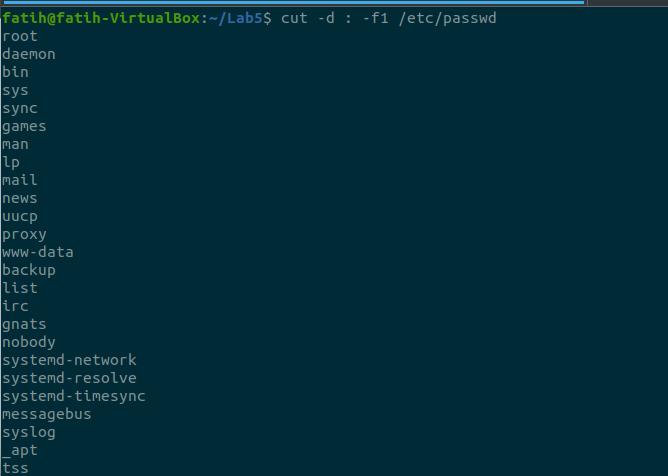 fatih@fatih-VirtualBox:~/Lab5$ cut -d : -f1 /etc/passwd
root
daemon
bin
sys
sync
games
man
lp
mail
news
uucp
proxy
www-data
backup
list
irc
gnats
nobody
systemd-network
systemd-resolve
systemd-timesync
messagebus
syslog
_apt
tss